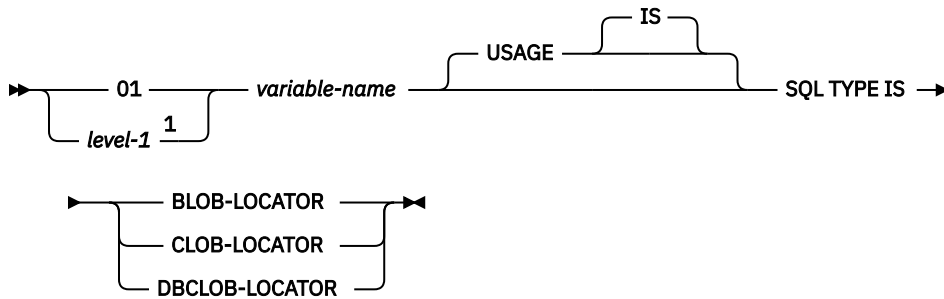 IS
USAGE
01 variable-name SQL TYPE IS
level-1 1
BLOB-LOCATOR
CLOB-LOCATOR
DBCLOB-LOCATOR